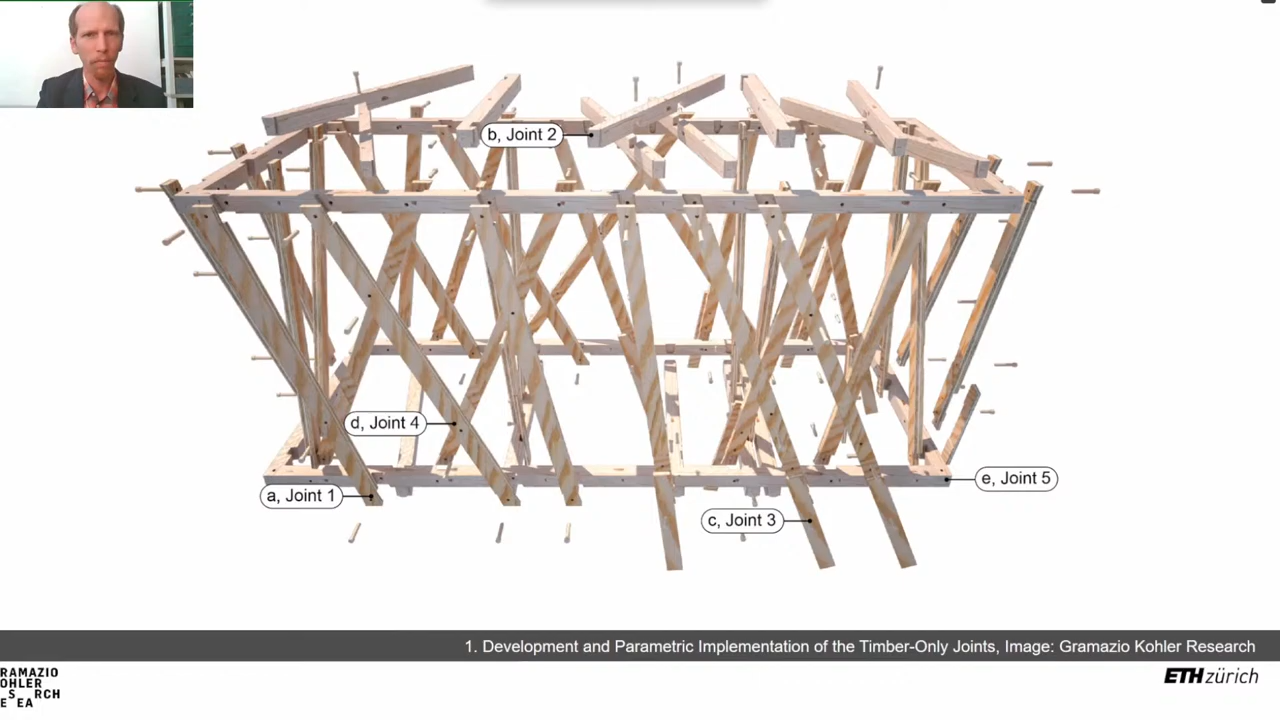 b, Joint 2
d, Joint 4
a, Joint 1
e, Joint 5
c, Joint 3
1. Development and Parametric Implementation of the Timber-Only Joints, Image: Gramazio Kohler Research
RAMAZIO
OHLER
S RCH
E EA
ETH zürich